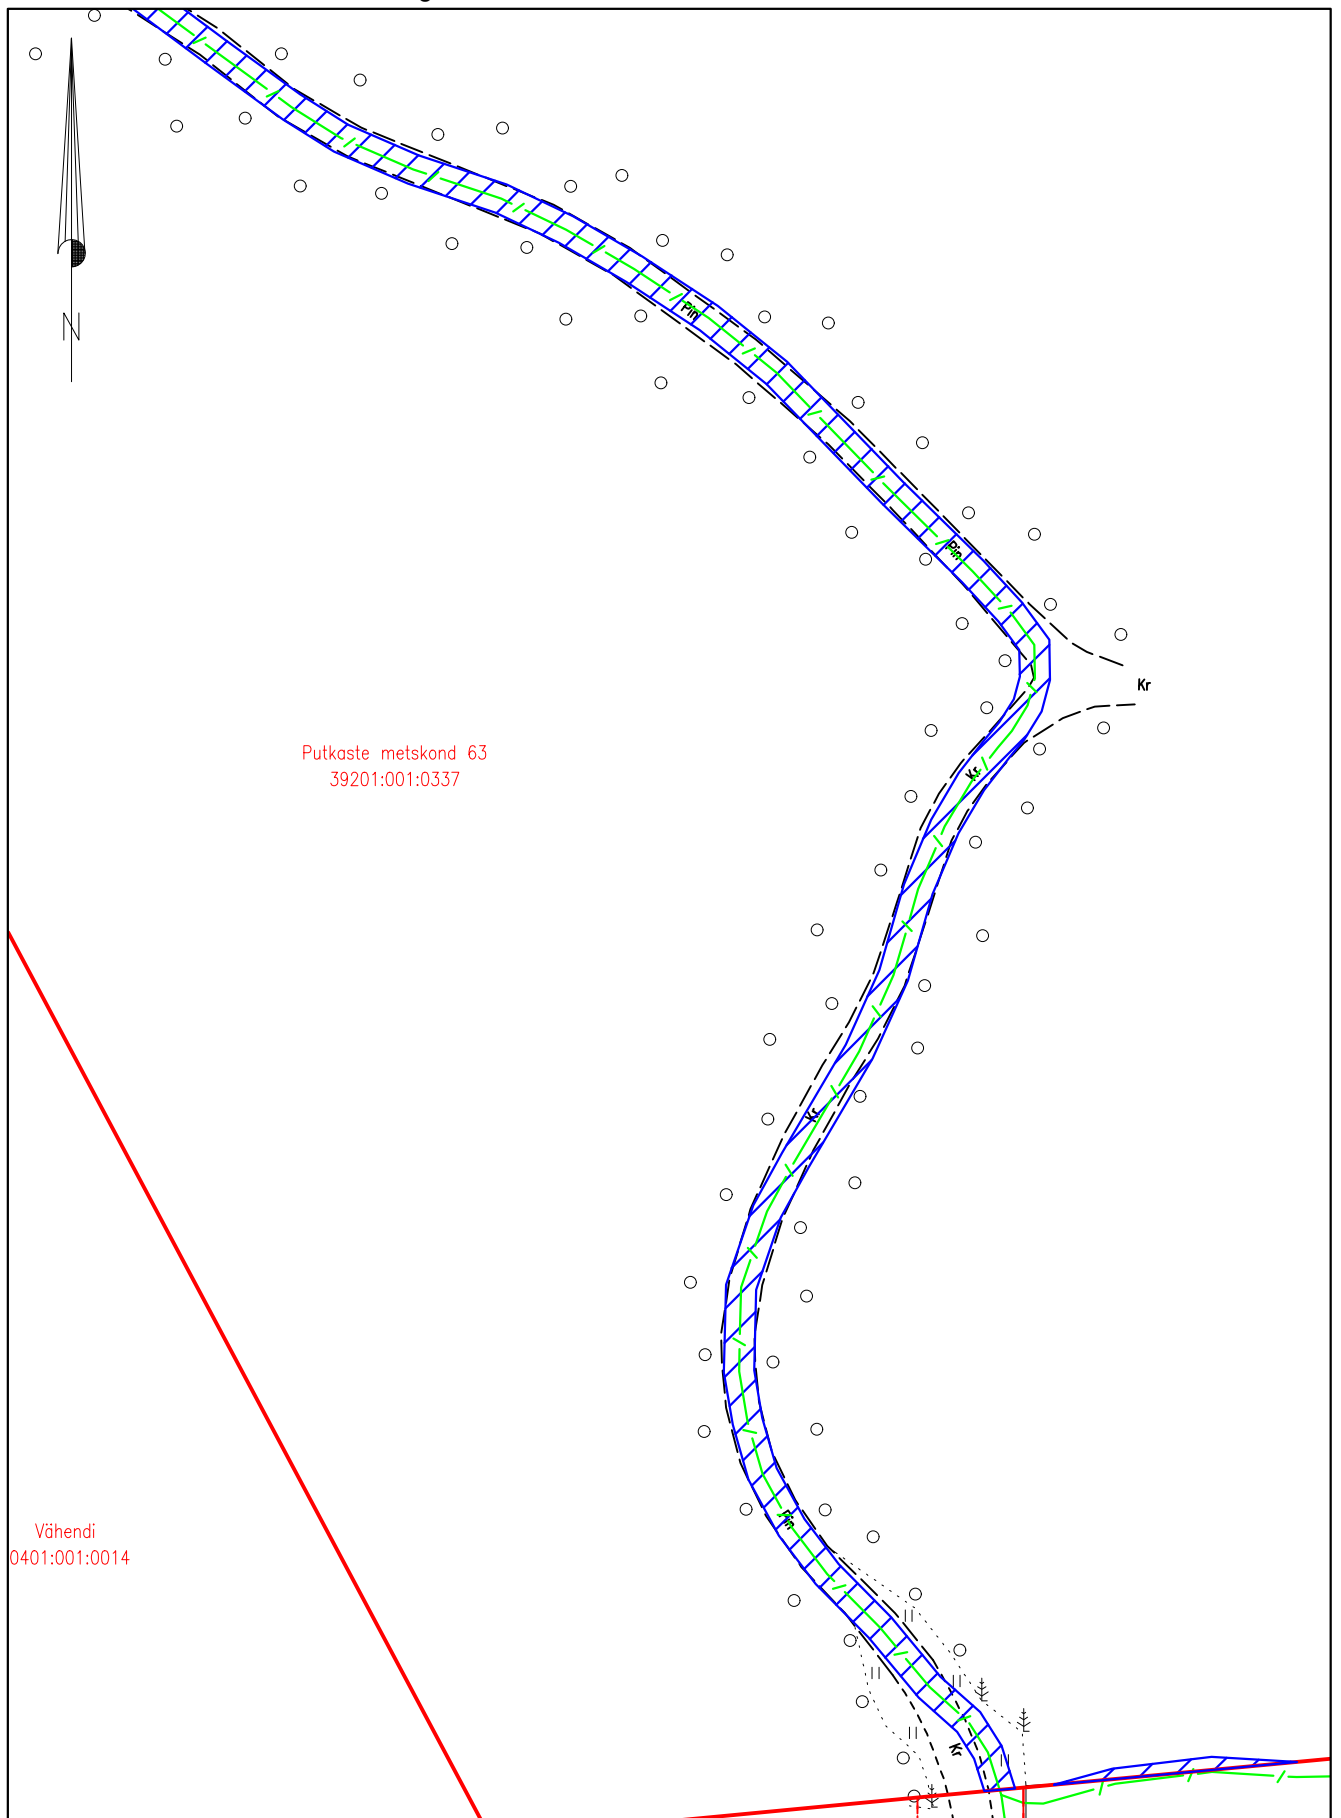 N
Pin
Pin
Kr
Kr
Putkaste metskond 63
39201:001:0337
Kr
Vähendi
0401:001:0014
Pin
Kr